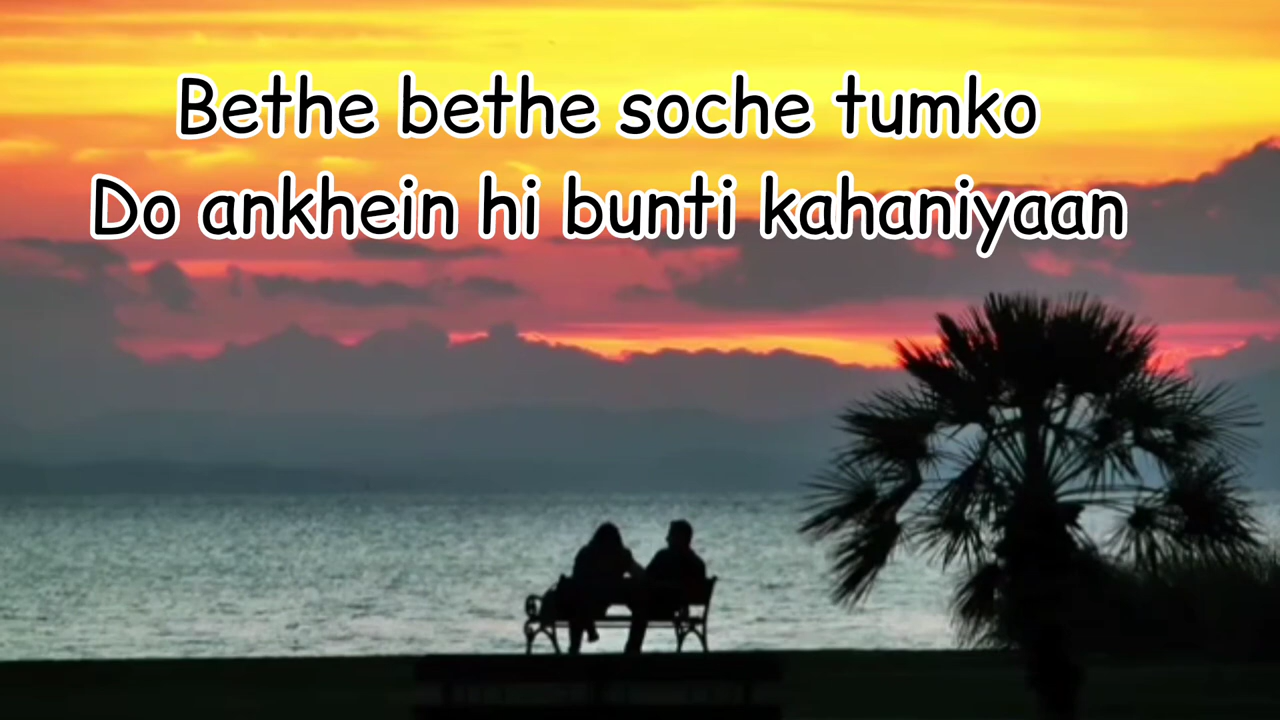 Bethe bethe soche tumko
Do ankhein hi bunti kahaniyaan